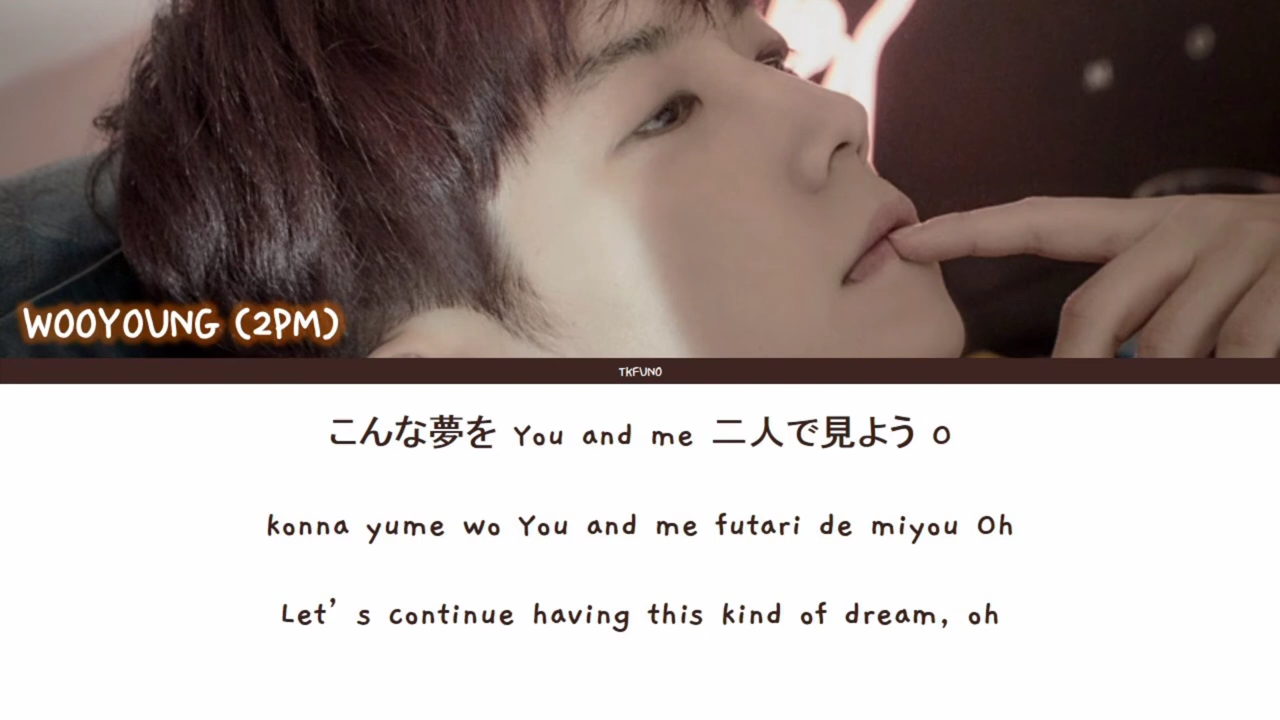 WOOYOUNG (2PM)
TKFUNO
こんな夢を You and me 二人で見よう O
konna yume wo You and me futari de miyou Oh
Let’s continue having this kind of dream, oh